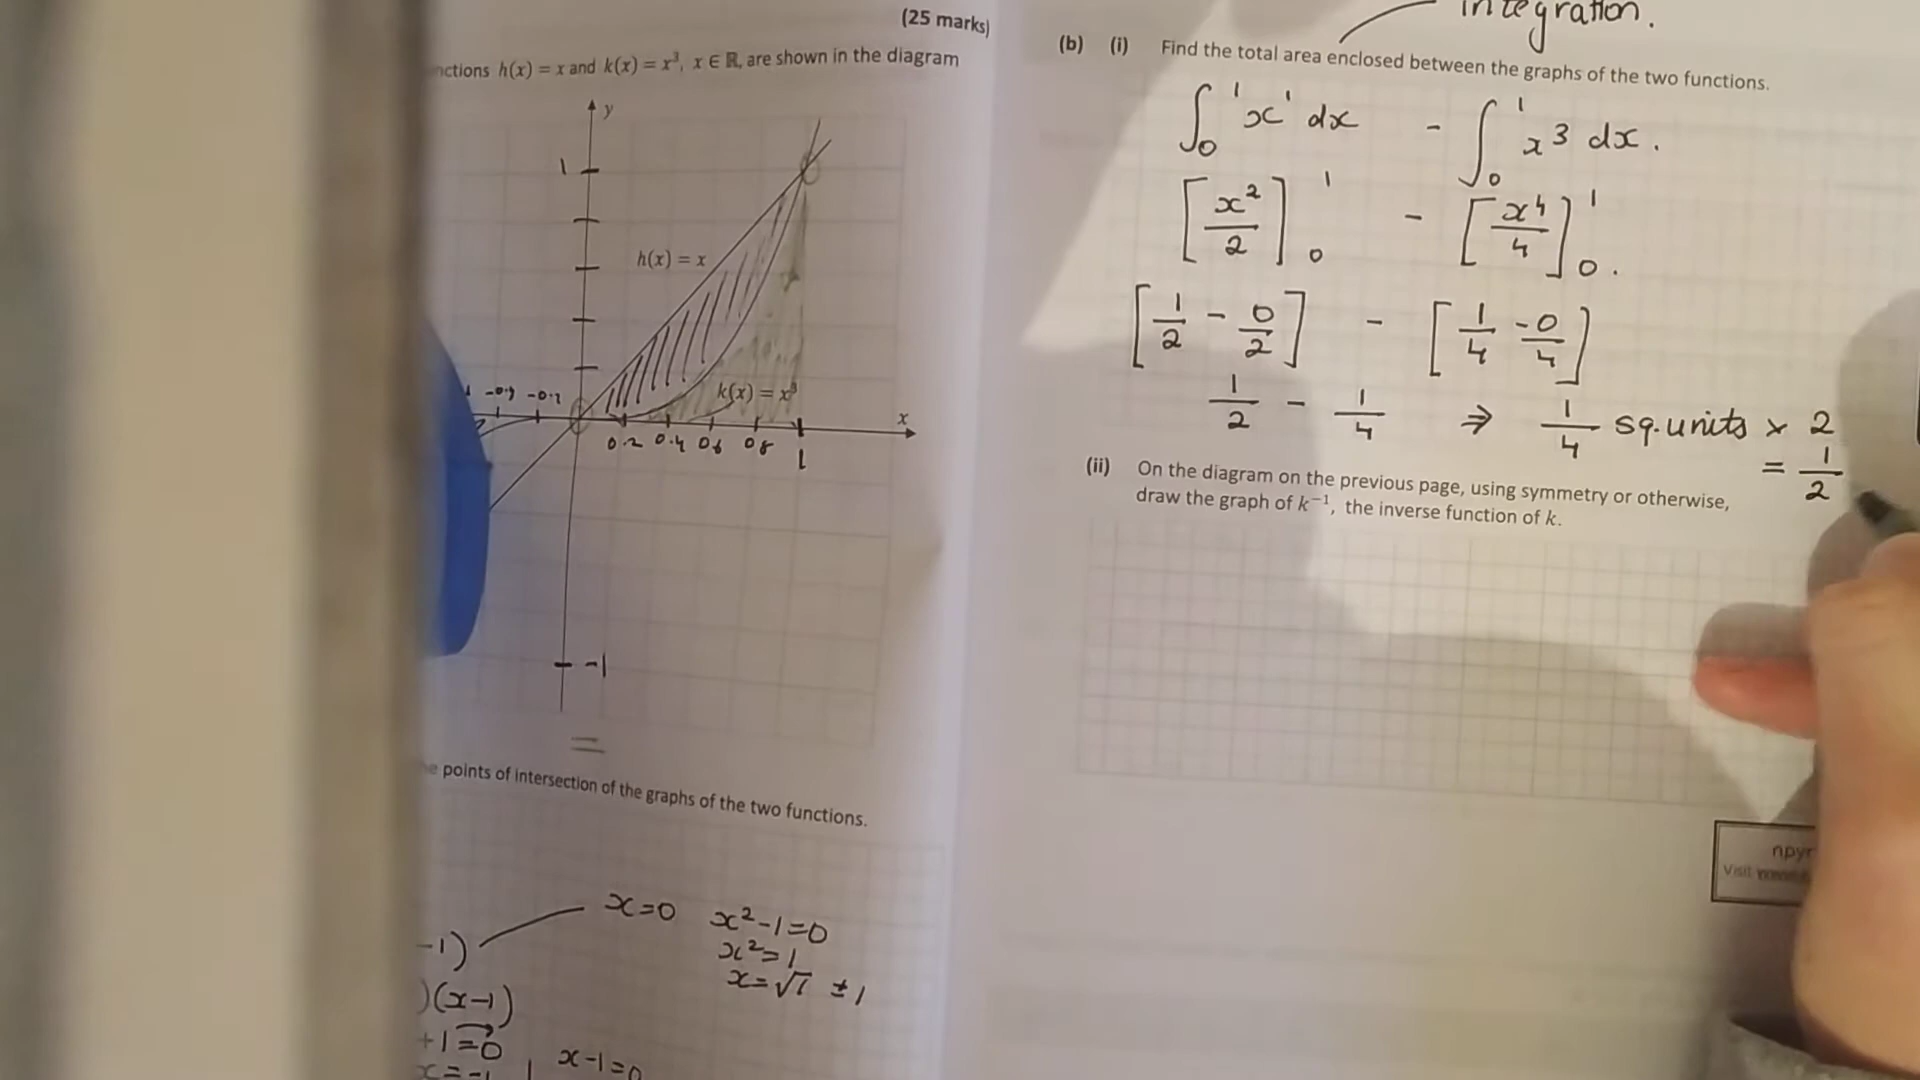 (25 marks)
h(x) = x and k(x) = x³, x ∈ ℝ, are shown in the diagram
y
1
h(x) = x
k(x) = x³
-0.2
x
0.2 0.4 0.6 0.8 1
-1
=
points of intersection of the graphs of the two functions.
x=0 x²-1=0
-1) x²=1
x=√1 ±1
)(x-1)
+1=0
x=-1 x-1=0
integration.
(b) (i) Find the total area enclosed between the graphs of the two functions.
∫₀¹ x¹ dx - ∫₀¹ x³ dx.
[x²/2]₀¹ - [x⁴/4]₀¹.
[1/2 - 0/2] - [1/4 - 0/4]
1/2 - 1/4 ⇒ 1/4 sq.units × 2
= 1/2
(ii) On the diagram on the previous page, using symmetry or otherwise,
draw the graph of k⁻¹, the inverse function of k.
Visit